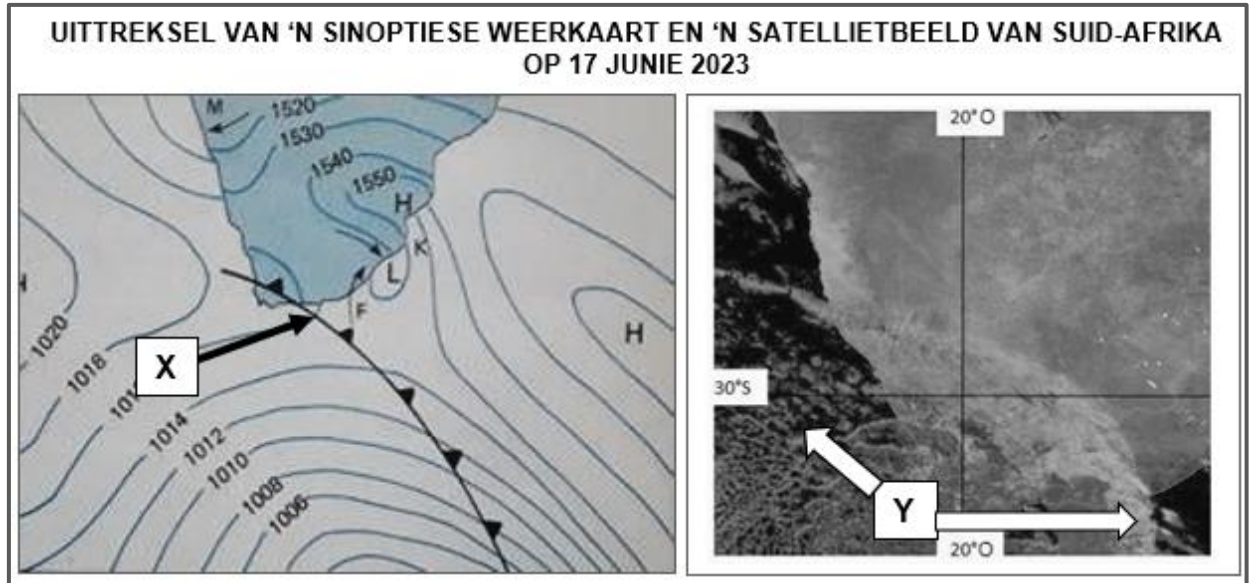 UITTREKSEL VAN ‘N SINOPTIESE WEERKAART EN ‘N SATELLIETBEELD VAN SUID-AFRIKA
OP 17 JUNIE 2023
M
1520
1530
1540
1550
H
K
L
F
H
H
X
1020
1018
1014
1012
1010
1008
1006
20°O
30°S
Y
20°O